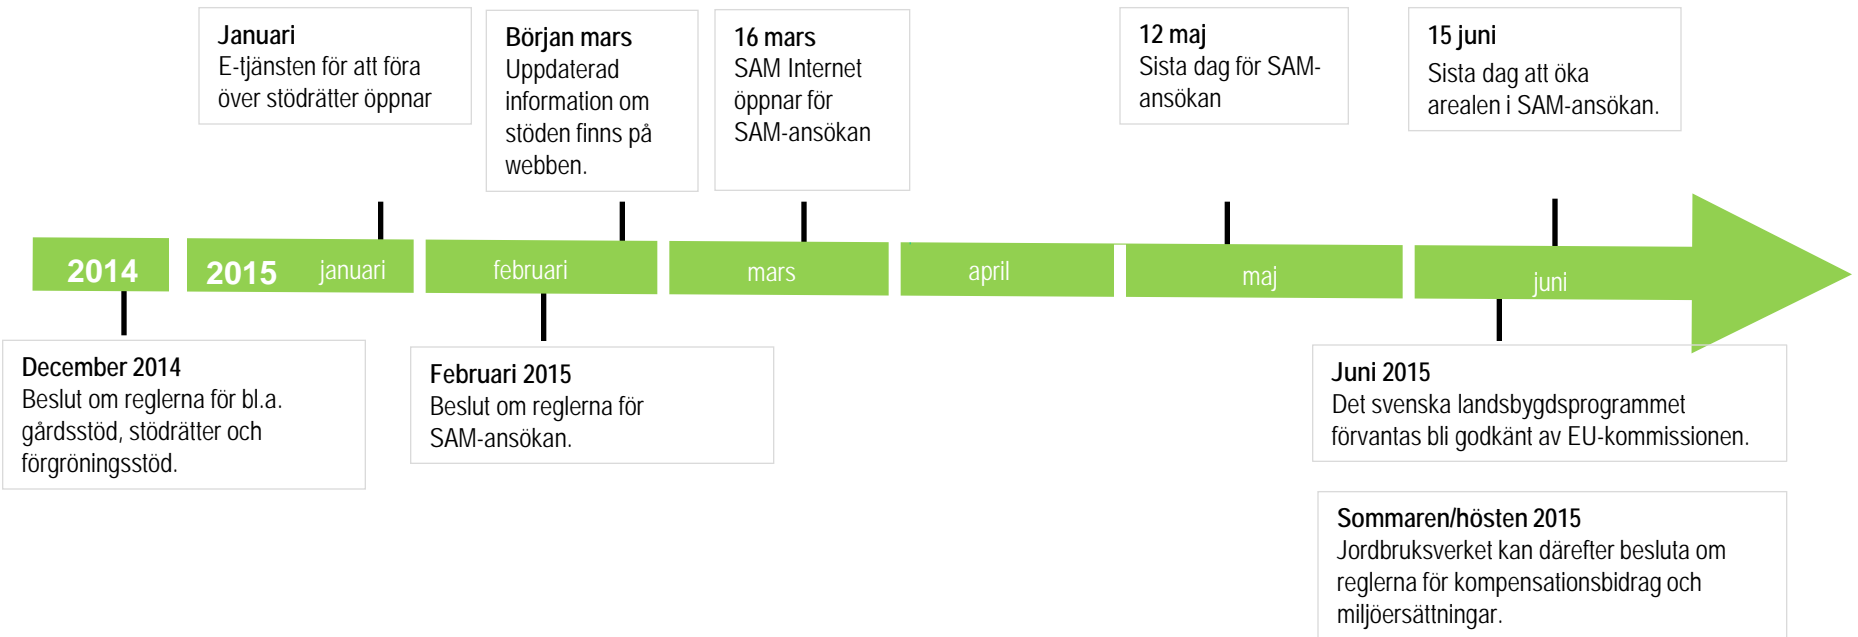 Januari
E-tjänsten för att föra
över stödrätter öppnar
Början mars
Uppdaterad
information om
stöden finns på
webben.
16 mars
SAM Internet
öppnar för
SAM-ansökan
12 maj
Sista dag för SAM-
ansökan
15 juni
Sista dag att öka
arealen i SAM-ansökan.
2014
2015 januari
februari
mars
april
maj
juni
December 2014
Beslut om reglerna för bl.a.
gårdsstöd, stödrätter och
förgröningsstöd.
Februari 2015
Beslut om reglerna för
SAM-ansökan.
Juni 2015
Det svenska landsbygdsprogrammet
förvantas bli godkänt av EU-kommissionen.
Sommaren/hösten 2015
Jordbruksverket kan därefter besluta om
reglerna för kompensationsbidrag och
miljöersättningar.